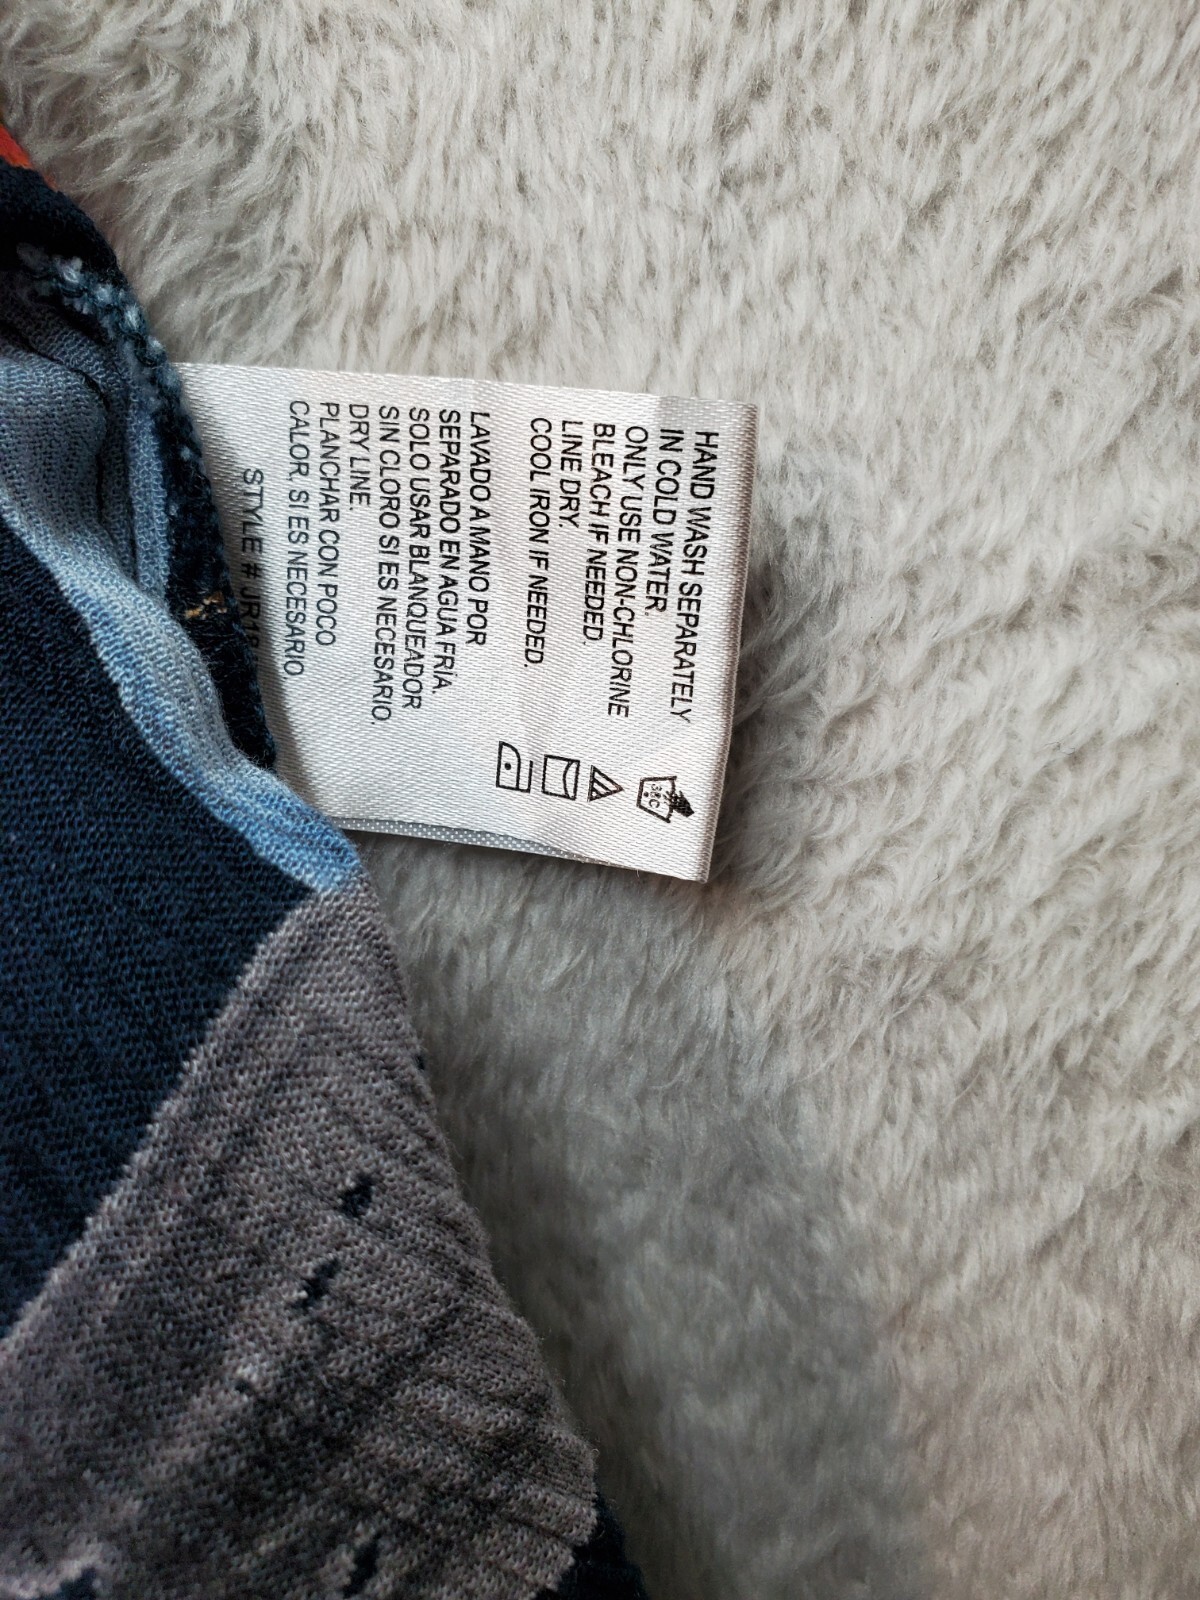 HAND WASH SEPARATELY
IN COLD WATER.
ONLY USE NON-CHLORINE
BLEACH IF NEEDED.
LINE DRY.
COOL IRON IF NEEDED.
LAVADO A MANO POR
SEPARADO EN AGUA FRÍA.
SOLO USAR BLANQUEADOR
SIN CLORO SI ES NECESARIO.
DRY LINE.
PLANCHAR CON POCO
CALOR. SI ES NECESARIO
STYLE #